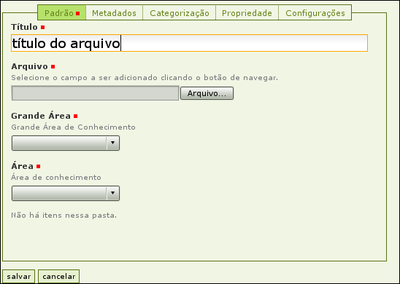 Padrão Metadados Categorização Propriedade Configurações
Título
título do arquivo
Arquivo
Selecione o campo a ser adicionado clicando o botão de navegar.
Arquivo...
Grande Área
Grande Área de Conhecimento
Área
Área de conhecimento
Não há itens nessa pasta.
salvar cancelar